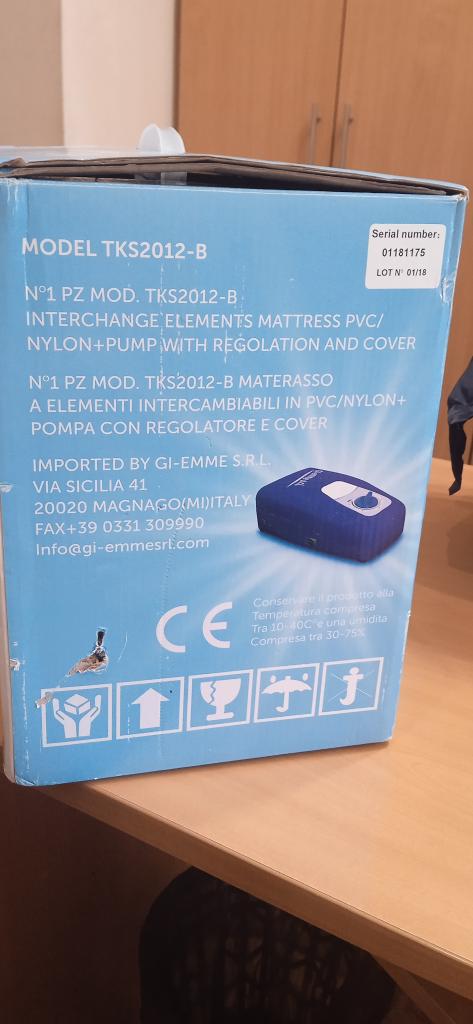 Serial number:
01181175
LOT N° 01/18
MODEL TKS2012-B
N°1 PZ MOD. TKS2012-B
INTERCHANGE ELEMENTS MATTRESS PVC/
NYLON+PUMP WITH REGOLATION AND COVER
N°1 PZ MOD. TKS2012-B MATERASSO
A ELEMENTI INTERCAMBIABILI IN PVC/NYLON+
POMPA CON REGOLATORE E COVER
IMPORTED BY GI-EMME S.R.L.
VIA SICILIA 41
20020 MAGNAGO(MI)ITALY
FAX+39 0331 309990
Info@gi-emmesrl.com
Conservare il prodotto alla
Temperatura compresa
Tra 10-40C°e una umidita
Compresa tra 30-75%
CE